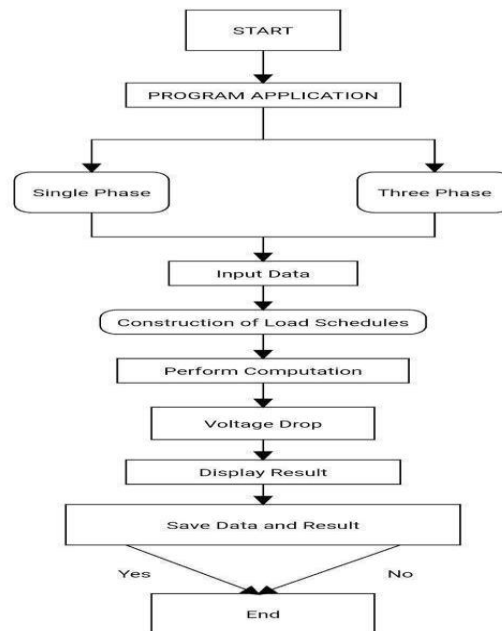 START
PROGRAM APPLICATION
Single Phase
Three Phase
Input Data
Construction of Load Schedules
Perform Computation
Voltage Drop
Display Result
Save Data and Result
Yes
No
End